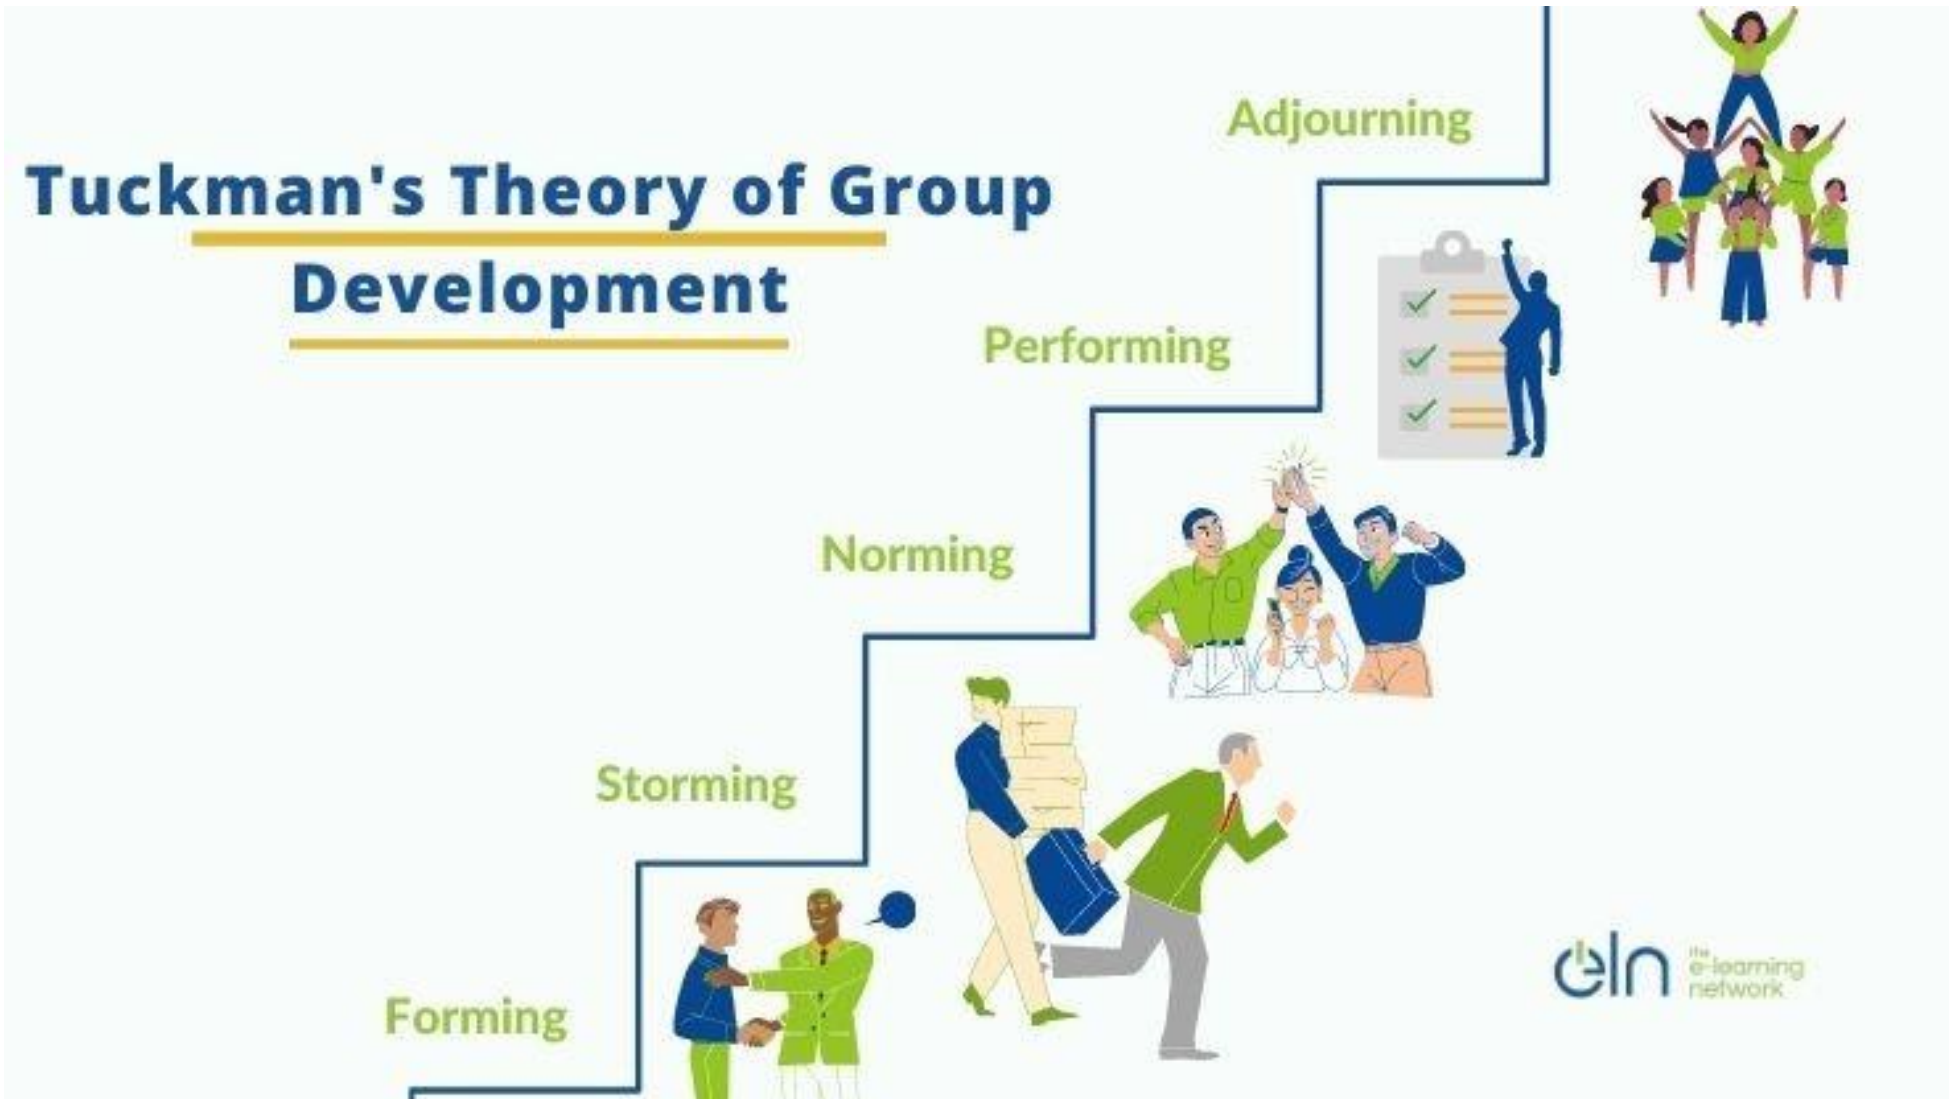 Tuckman's Theory of Group
Development
Adjourning
Performing
Norming
Storming
Forming
eln the
e-learning
network